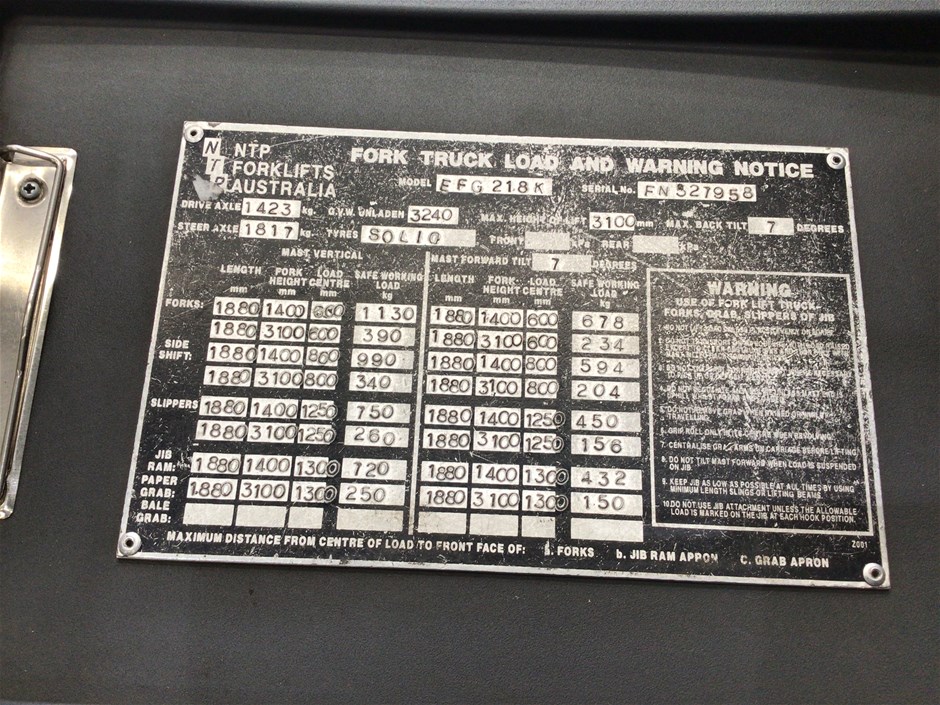 NTP
FORKLIFTS
AUSTRALIA
FORK TRUCK LOAD AND WARNING NOTICE
MODEL EFG 218K SERIAL No. FN327958
DRIVE AXLE 1423 kg. G.V.W. UNLADEN 3240 MAX. HEIGHT OF LIFT 3100 mm MAX. BACK TILT 7 DEGREES
STEER AXLE 1817 kg. TYRES SOLID FRONT kPa REAR kPa
MAST VERTICAL MAST FORWARD TILT 7 DEGREES
LENGTH mm FORK HEIGHT mm LOAD CENTRE mm SAFE WORKING LOAD kg LENGTH mm FORK HEIGHT mm LOAD CENTRE mm SAFE WORKING LOAD kg
FORKS: 1880 1400 600 1130 1880 1400 600 678
1880 3100 600 390 1880 3100 600 234
SIDE SHIFT: 1880 1400 800 990 1880 1400 800 594
1880 3100 800 340 1880 3100 800 204
SLIPPERS 1880 1400 1250 750 1880 1400 1250 450
1880 3100 1250 260 1880 3100 1250 156
JIB RAM: 1880 1400 1300 720 1880 1400 1300 432
PAPER GRAB: 1880 3100 1300 250 1880 3100 1300 150
BALE GRAB:
WARNING
USE OF FORK LIFT TRUCK
FORKS, GRAB, SLIPPERS OF JIB
6. GRIP ROLL ONLY WHEN REVOLVING.
7. CENTRALISE GRAB ARMS ON CARRIAGE BEFORE LIFTING.
8. DO NOT TILT MAST FORWARD WHEN LOAD IS SUSPENDED
ON JIB.
9. KEEP JIB AS LOW AS POSSIBLE AT ALL TIMES BY USING
MINIMUM LENGTH SLINGS OR LIFTING BEAMS.
10. DO NOT USE JIB ATTACHMENT UNLESS THE ALLOWABLE
LOAD IS MARKED ON THE JIB AT EACH HOOK POSITION.
MAXIMUM DISTANCE FROM CENTRE OF LOAD TO FRONT FACE OF: a. FORKS b. JIB RAM APPON C. GRAB APRON
Z001